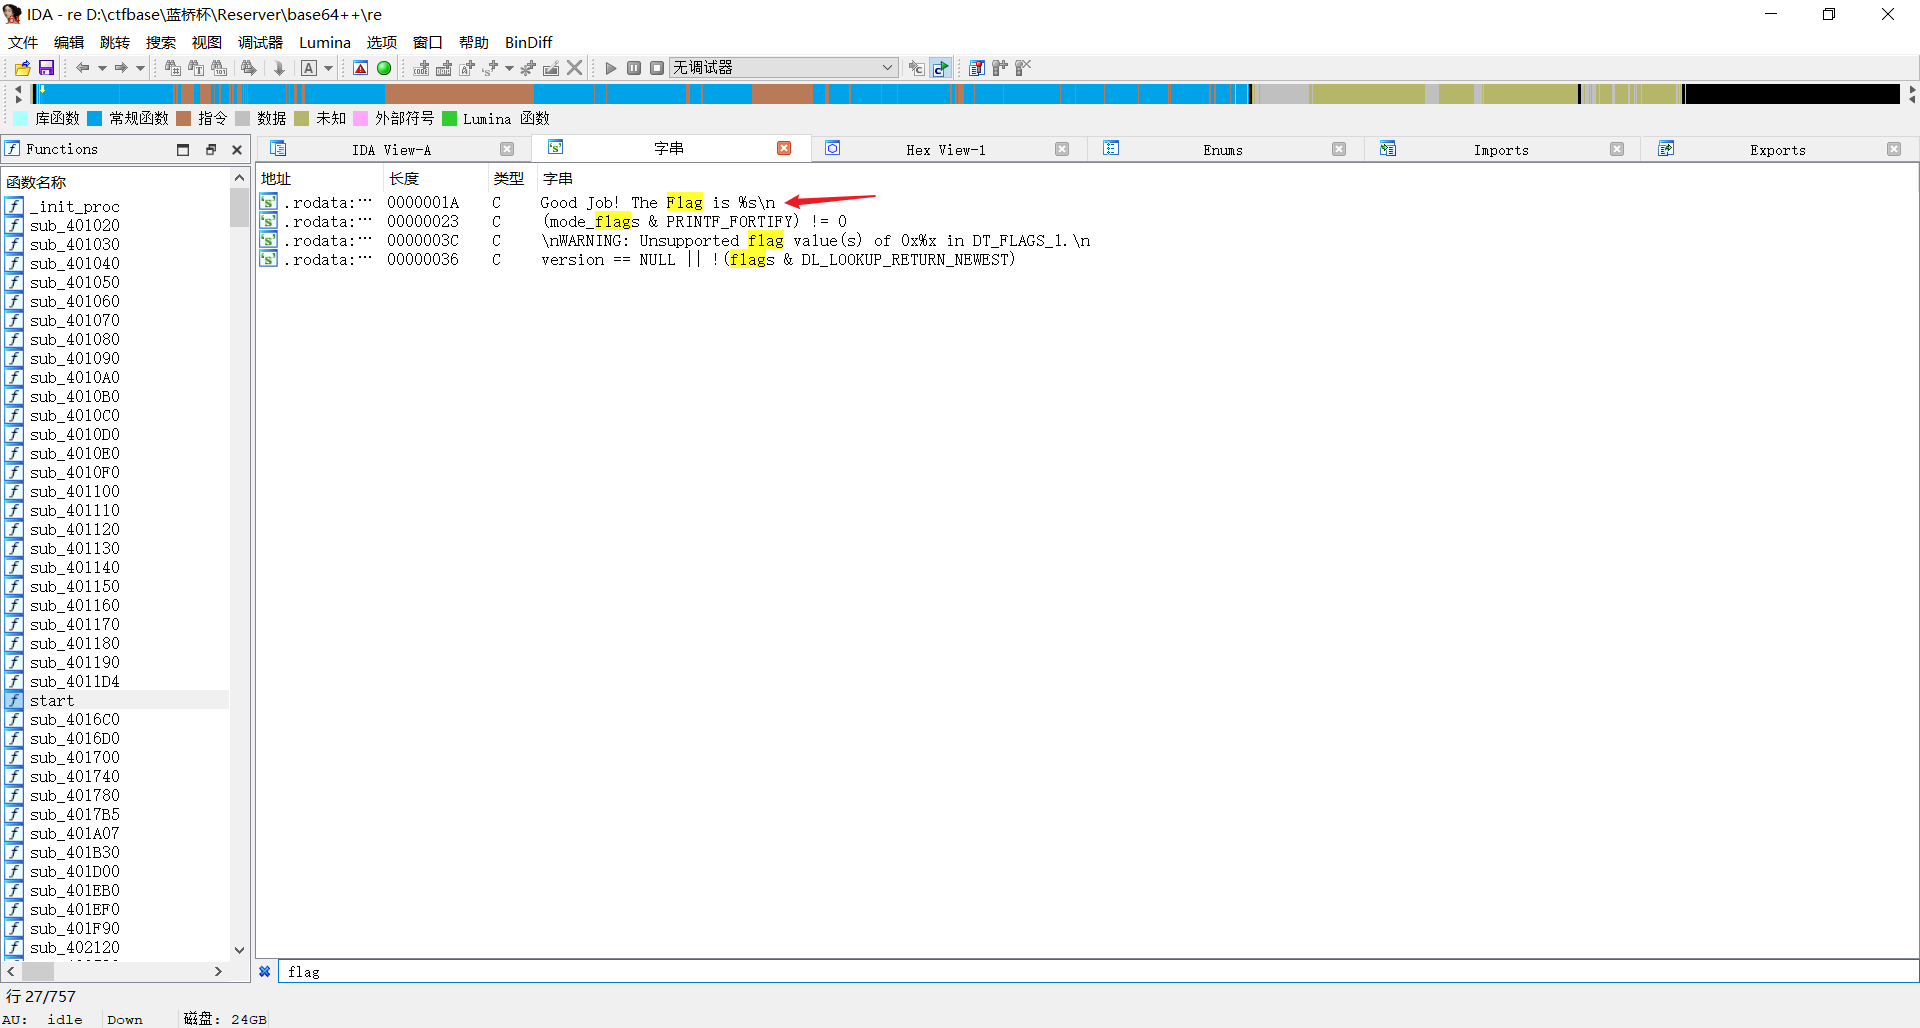 IDA - re D:\ctfbase\蓝桥杯\Reserver\base64++\re
文件 编辑 跳转 搜索 视图 调试器 Lumina 选项 窗口 帮助 BinDiff
无调试器
库函数 常规函数 指令 数据 未知 外部符号 Lumina 函数
Functions
IDA View-A 字串 Hex View-1 Enums Imports Exports
函数名称
_init_proc
sub_401020
sub_401030
sub_401040
sub_401050
sub_401060
sub_401070
sub_401080
sub_401090
sub_4010A0
sub_4010B0
sub_4010C0
sub_4010D0
sub_4010E0
sub_4010F0
sub_401100
sub_401110
sub_401120
sub_401130
sub_401140
sub_401150
sub_401160
sub_401170
sub_401180
sub_401190
sub_4011D4
start
sub_4016C0
sub_4016D0
sub_401700
sub_401740
sub_401780
sub_4017B5
sub_401A07
sub_401B30
sub_401D00
sub_401EB0
sub_401EF0
sub_401F90
sub_402120
地址 长度 类型 字串
.rodata:… 0000001A C Good Job! The Flag is %s\n
.rodata:… 00000023 C (mode_flags & PRINTF_FORTIFY) != 0
.rodata:… 0000003C C \nWARNING: Unsupported flag value(s) of 0x%x in DT_FLAGS_1.\n
.rodata:… 00000036 C version == NULL || !(flags & DL_LOOKUP_RETURN_NEWEST)
flag
行 27/757
AU: idle Down 磁盘: 24GB